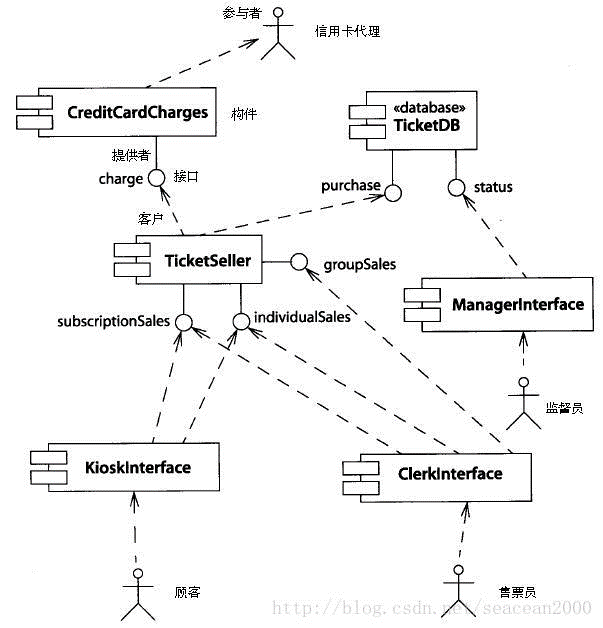 参与者
信用卡代理
CreditCardCharges
构件
«database»
TicketDB
提供者
charge
接口
purchase
status
客户
TicketSeller
groupSales
ManagerInterface
subscriptionSales
individualSales
监督员
KioskInterface
ClerkInterface
顾客
售票员
http://blog.csdn.net/seacean2000